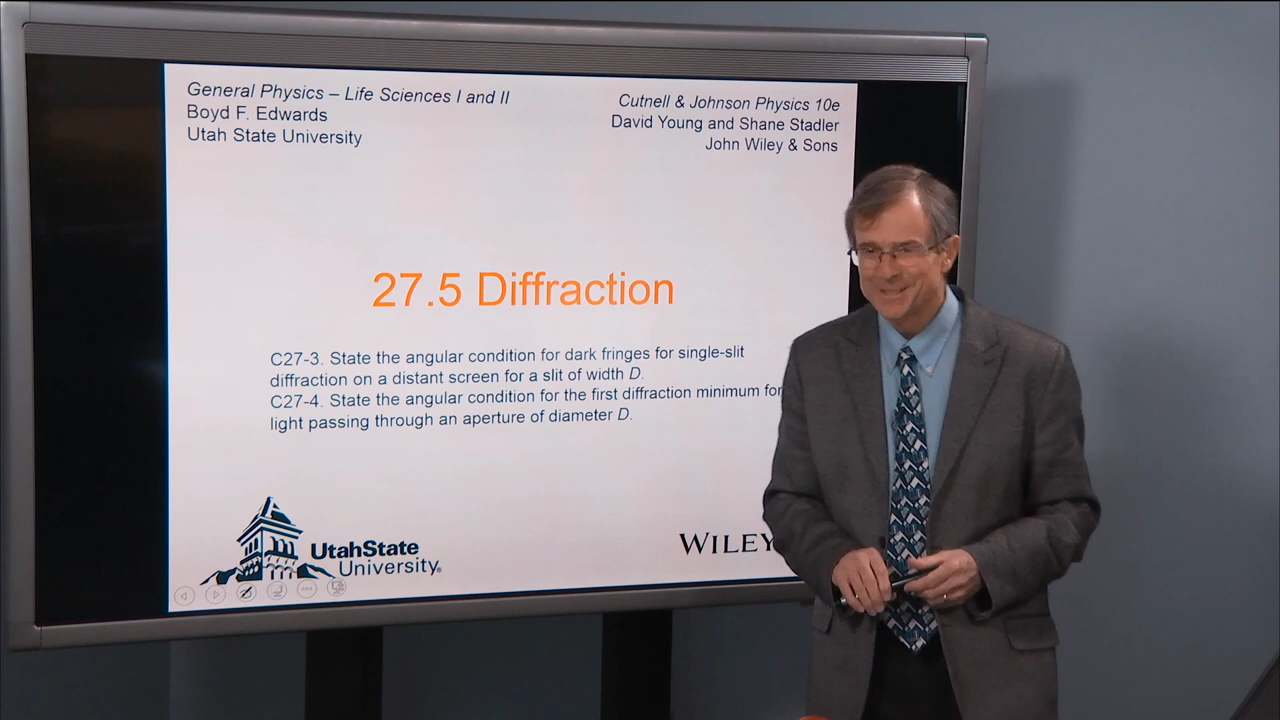 General Physics – Life Sciences I and II
Boyd F. Edwards
Utah State University
Cutnell & Johnson Physics 10e
David Young and Shane Stadler
John Wiley & Sons
27.5 Diffraction
C27-3. State the angular condition for dark fringes for single-slit
diffraction on a distant screen for a slit of width D.
C27-4. State the angular condition for the first diffraction minimum for
light passing through an aperture of diameter D.
UtahState
University®
WILEY